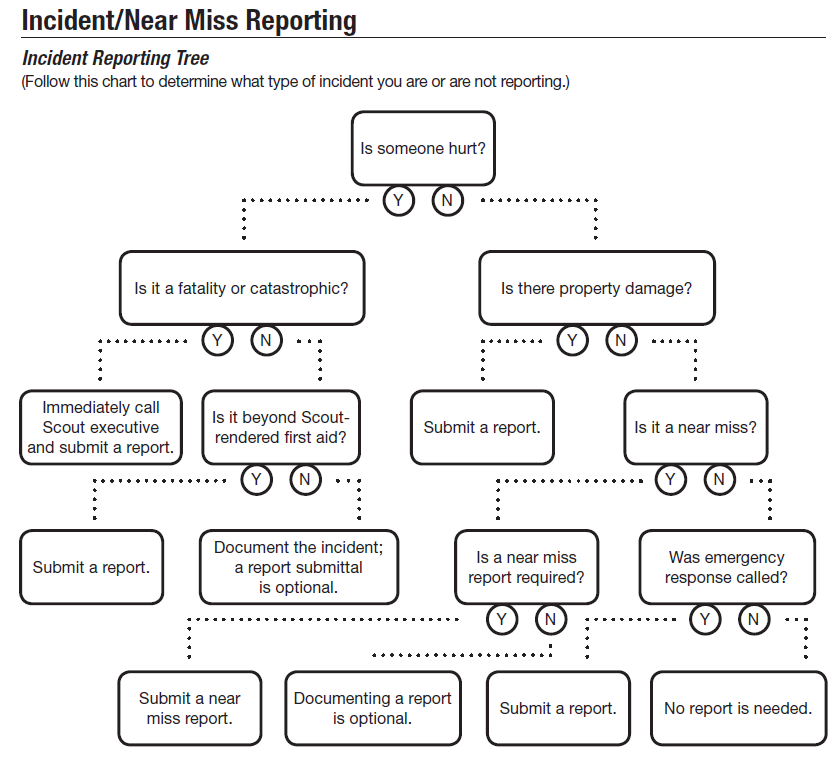 Incident/Near Miss Reporting
Incident Reporting Tree
(Follow this chart to determine what type of incident you are or are not reporting.)
Is someone hurt?
Y N
Is it a fatality or catastrophic?
Is there property damage?
Y N
Y N
Immediately call
Scout executive
and submit a report.
Is it beyond Scout-
rendered first aid?
Submit a report.
Is it a near miss?
Y N
Y N
Submit a report.
Document the incident;
a report submittal
is optional.
Is a near miss
report required?
Was emergency
response called?
Y N
Y N
Submit a near
miss report.
Documenting a report
is optional.
Submit a report.
No report is needed.